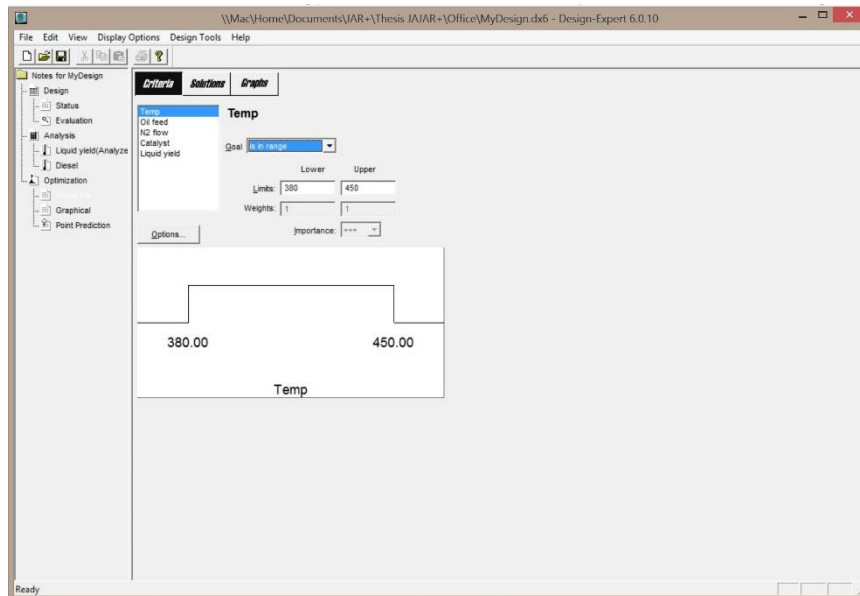 \\Mac\Home\Documents\JAR+\Thesis JAJAR+\Office\MyDesign.dx6 - Design-Expert 6.0.10
File Edit View Display Options Design Tools Help
Notes for MyDesign
Design
Status
Evaluation
Analysis
Liquid yield(Analyze
Diesel
Optimization
Graphical
Point Prediction
Criteria Solutions Graphs
Temp
Oil feed
N2 flow
Catalyst
Liquid yield
Options...
Temp
Goal is in range
Lower Upper
Limits: 380 450
Weights: 1 1
Importance: +++
380.00 450.00
Temp
Ready